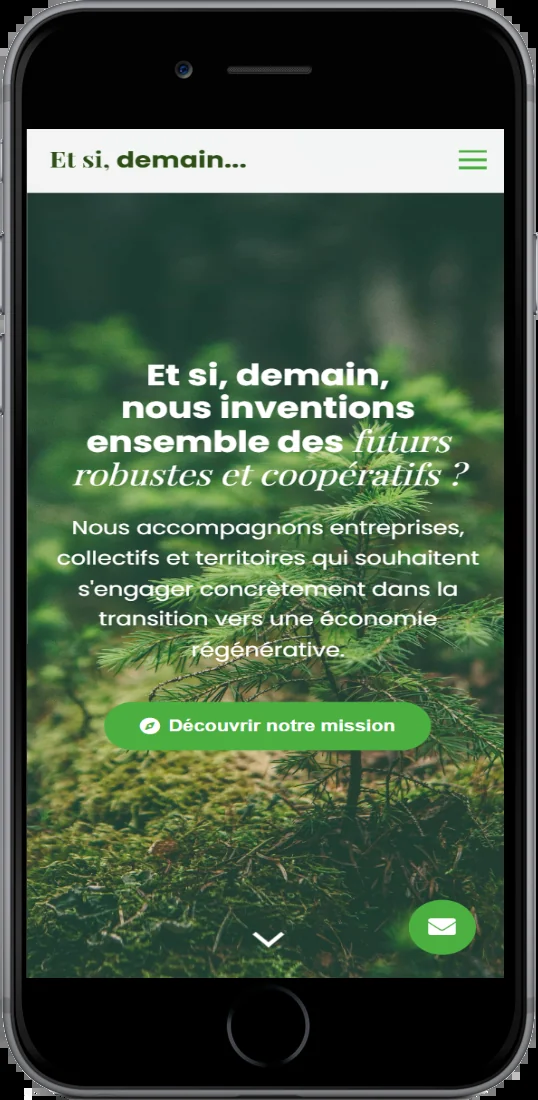 Et si, demain...
Et si, demain,
nous inventions
ensemble des futurs
robustes et coopératifs ?
Nous accompagnons entreprises,
collectifs et territoires qui souhaitent
s'engager concrètement dans la
transition vers une économie
régénérative.
Découvrir notre mission